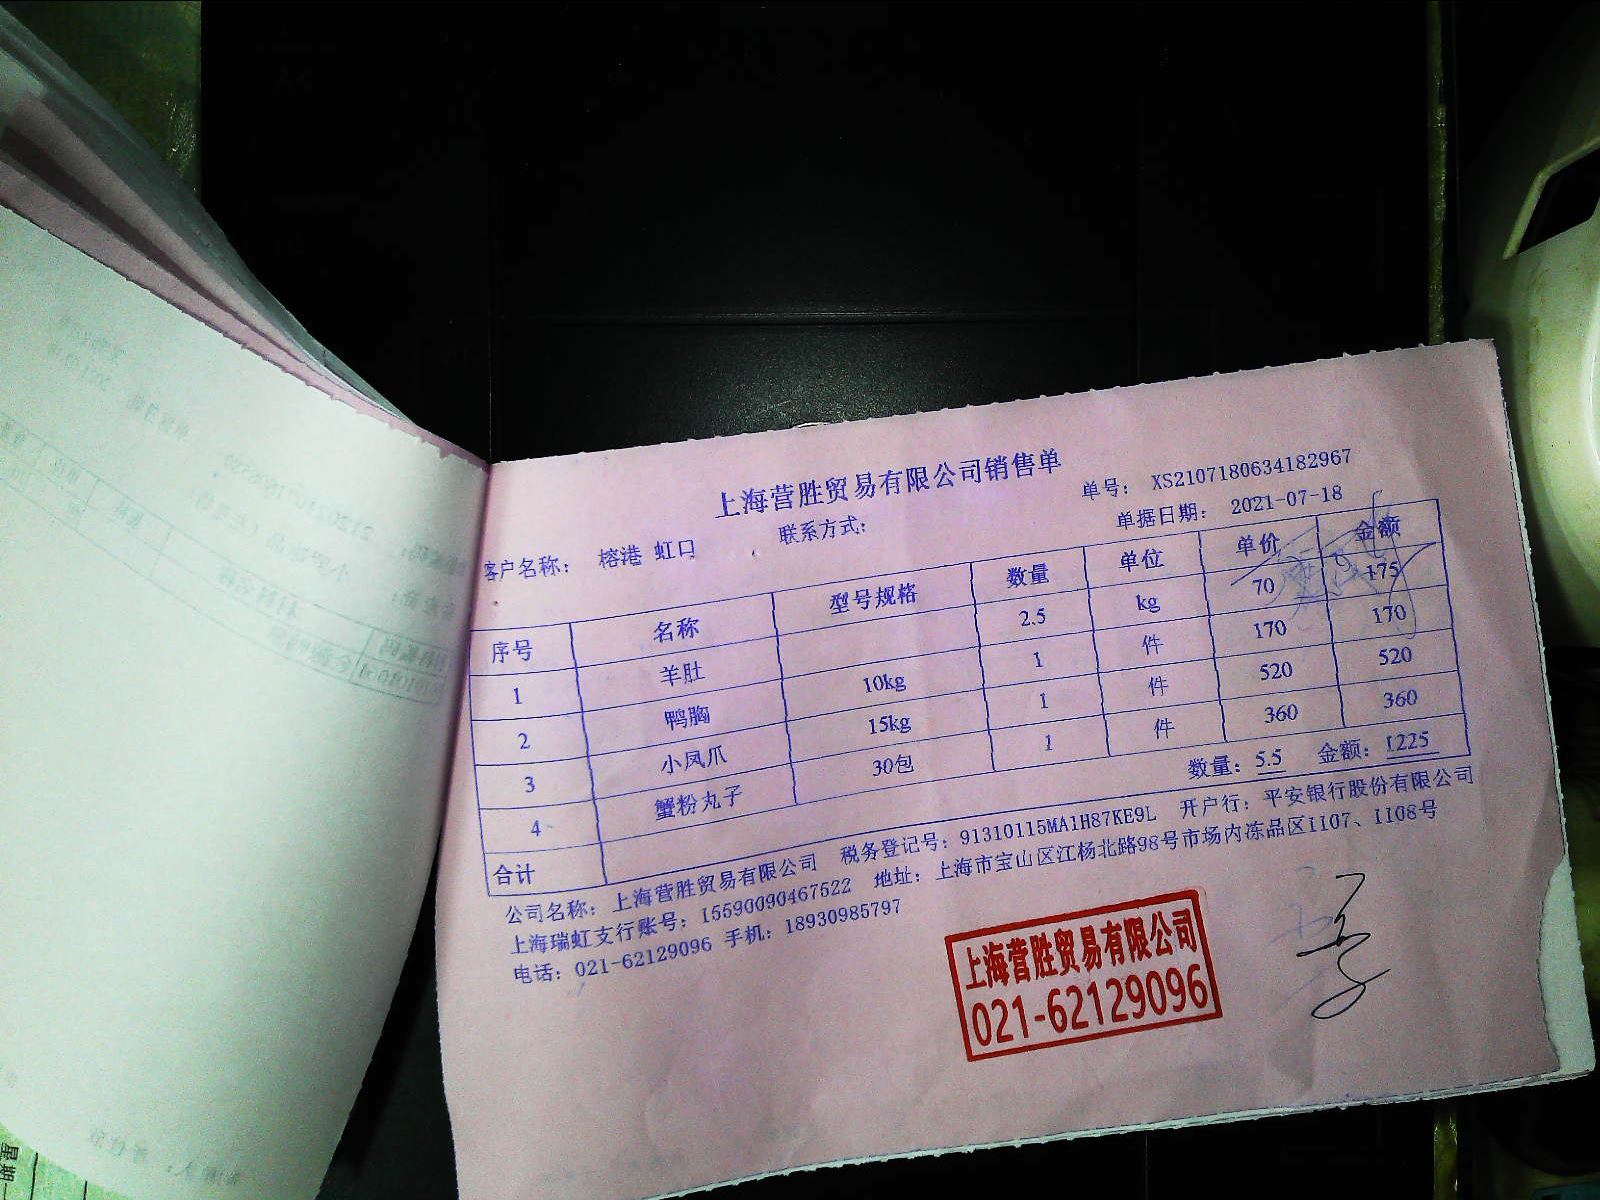 上海营胜贸易有限公司销售单
单号： XS2107180634182967
客户名称： 榕港 虹口 联系方式： 单据日期： 2021-07-18
序号 名称 型号规格 数量 单位 单价 金额
1 羊肚 2.5 kg 70 175
2 鸭胸 10kg 1 件 170 170
3 小凤爪 15kg 1 件 520 520
4 蟹粉丸子 30包 1 件 360 360
合计 数量：5.5 金额：1225
公司名称：上海营胜贸易有限公司 税务登记号：91310115MA1H87KE9L 开户行：平安银行股份有限公司
上海瑞虹支行账号：15590090467522 地址：上海市宝山区江杨北路98号市场内冻品区1107、1108号
电话：021-62129096 手机：18930985797
上海营胜贸易有限公司
021-62129096